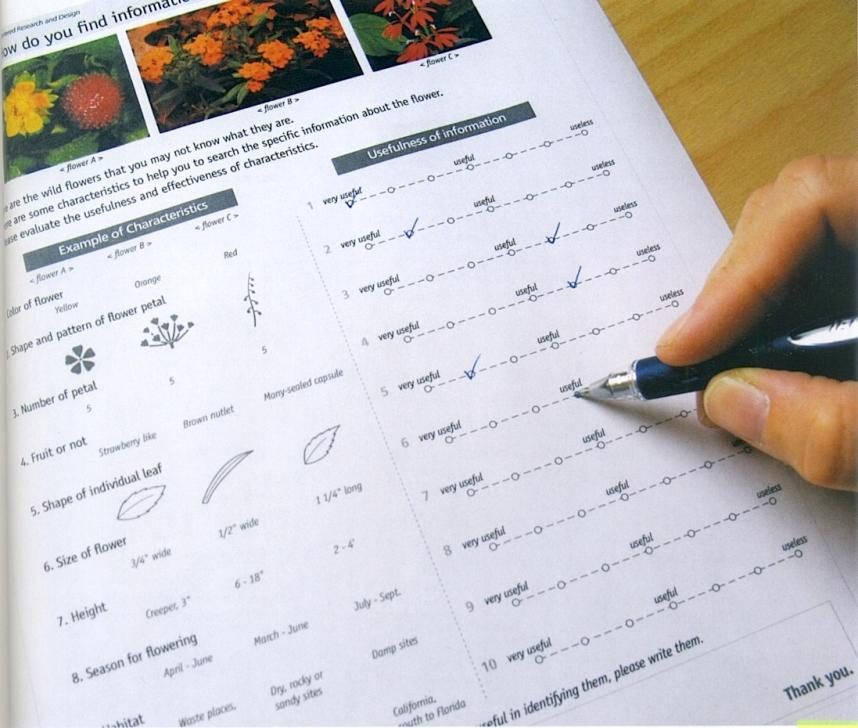 Research and Design
do you find
< flower A >
< flower B >
< flower C >
are the wild flowers that you may not know what they are.
are some characteristics to help you to search the specific information about the flower.
evaluate the usefulness and effectiveness of characteristics.
Example of Characteristics
< flower A > < flower B > < flower C >
Color of flower
Yellow Orange Red
Shape and pattern of flower petal
3. Number of petal
5 5 5
4. Fruit or not
Strawberry like Brown nutlet Many-sealed capsule
5. Shape of individual leaf
6. Size of flower
3/4" wide 1/2" wide 1 1/4" long
7. Height
Creeper, 3" 6 - 18" 2 - 4'
8. Season for flowering
April - June March - June July - Sept.
Waste places, Dry, rocky or sandy sites Damp sites
California,
to Florida
Usefulness of information
1 very useful useful useless
2 very useful useful useless
3 very useful useful useless
4 very useful useful useless
5 very useful useful useless
6 very useful useful
7 very useful useful
8 very useful useful useless
9 very useful useful useless
10 very useful useful useless
in identifying them, please write them.
Thank you.